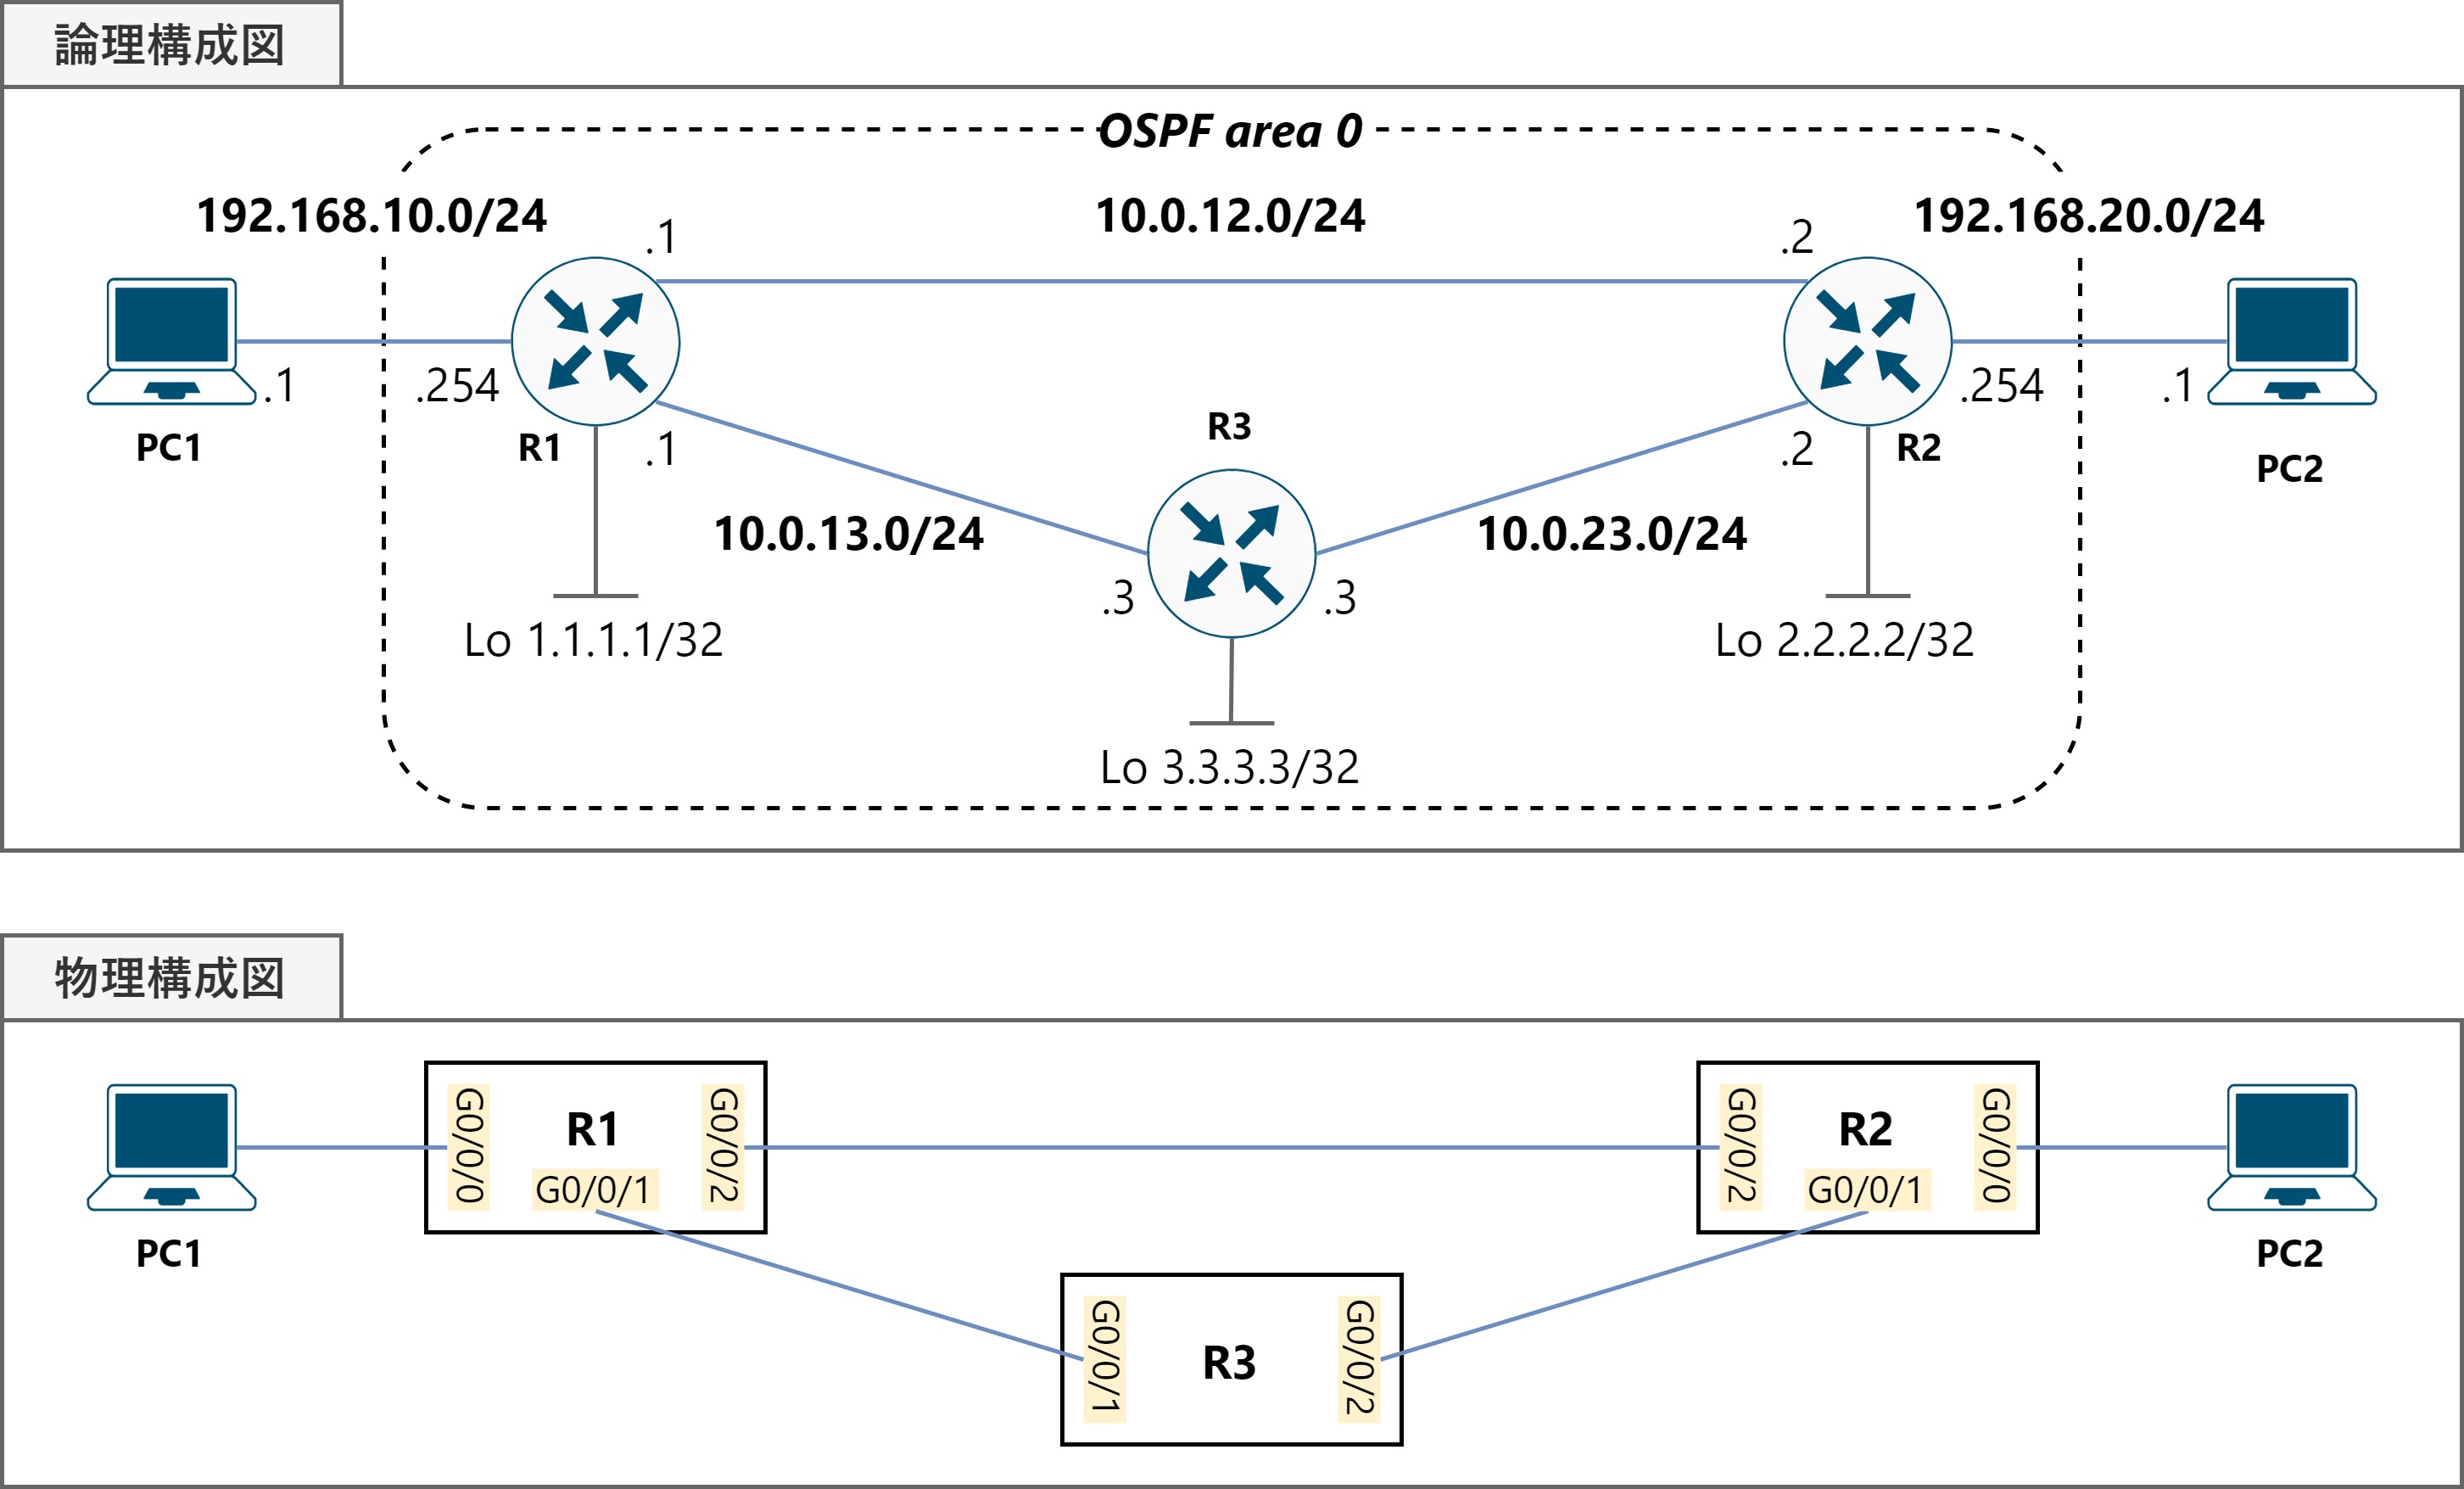 論理構成図
OSPF area 0
192.168.10.0/24
10.0.12.0/24
192.168.20.0/24
.1
.2
.1
.254
.254
.1
PC1
R1
.1
R3
.2
R2
PC2
10.0.13.0/24
10.0.23.0/24
.3
.3
Lo 1.1.1.1/32
Lo 2.2.2.2/32
Lo 3.3.3.3/32
物理構成図
G0/0/0
R1
G0/0/1
G0/0/2
G0/0/2
R2
G0/0/1
G0/0/0
PC1
PC2
G0/0/1
R3
G0/0/2